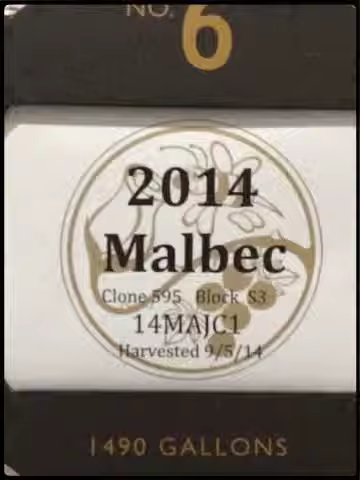 NO. 6
2014
Malbec
Clone 595 Block S3
14MAJC1
Harvested 9/5/14
1490 GALLONS